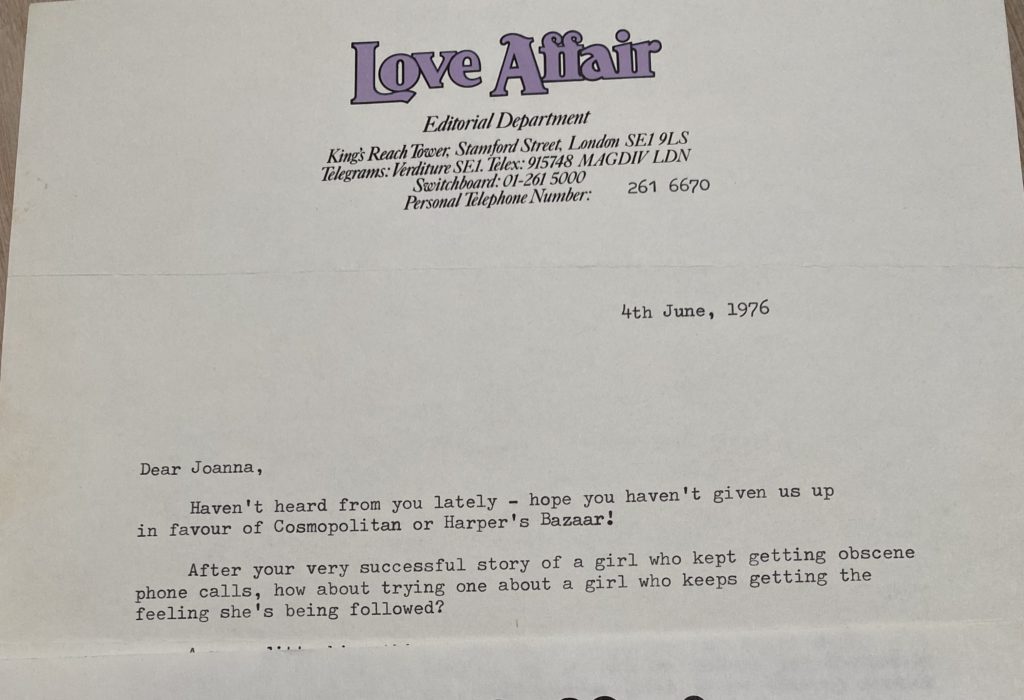 Love Affair
Editorial Department
King's Reach Tower, Stamford Street, London SE1 9LS
Telegrams: Verditure SE1. Telex: 915748 MAGDIV LDN
Switchboard: 01-261 5000
Personal Telephone Number: 261 6670
4th June, 1976
Dear Joanna,
Haven't heard from you lately - hope you haven't given us up
in favour of Cosmopolitan or Harper's Bazaar!
After your very successful story of a girl who kept getting obscene
phone calls, how about trying one about a girl who keeps getting the
feeling she's being followed?